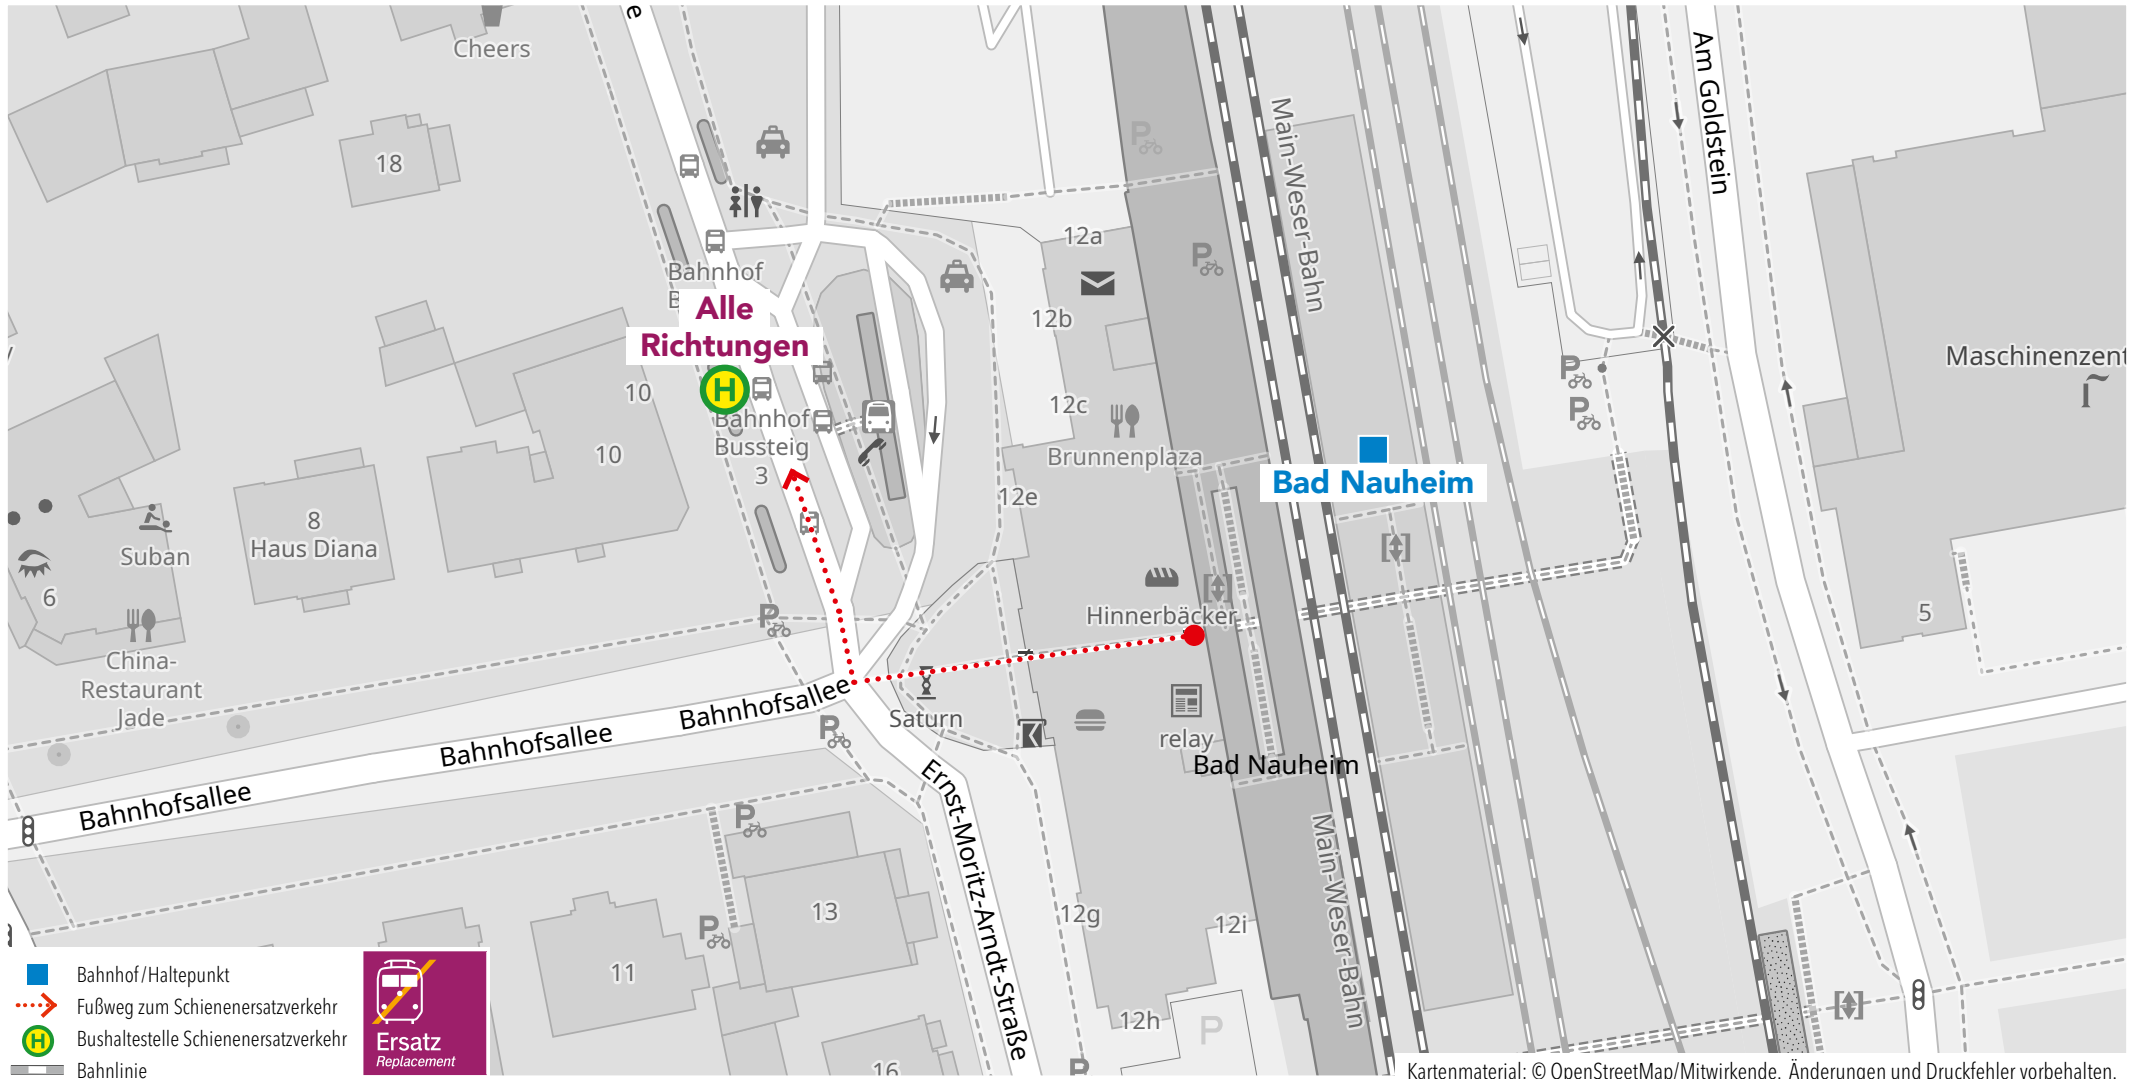 e
Cheers
18
Am Goldstein
Main-Weser-Bahn
P
12a
P
Bahnhof
12b
Alle
Richtungen
H
10
Bahnhof
Bussteig
3
10
12c
Brunnenplaza
12e
Bad Nauheim
P
P
Maschinenzent
8
Haus Diana
Suban
6
China-
Restaurant
Jade
P
Hinnerbäcker
5
Saturn
relay
Bad Nauheim
P
Bahnhofsallee
Bahnhofsallee
Bahnhofsallee
Ernst-Moritz-Arndt-Straße
Main-Weser-Bahn
P
P
13
11
12g
12i
12h
P
16
P
Bahnhof/Haltepunkt
Fußweg zum Schienenersatzverkehr
H Bushaltestelle Schienenersatzverkehr
Bahnlinie
Ersatz
Replacement
Kartenmaterial: © OpenStreetMap/Mitwirkende, Änderungen und Druckfehler vorbehalten.